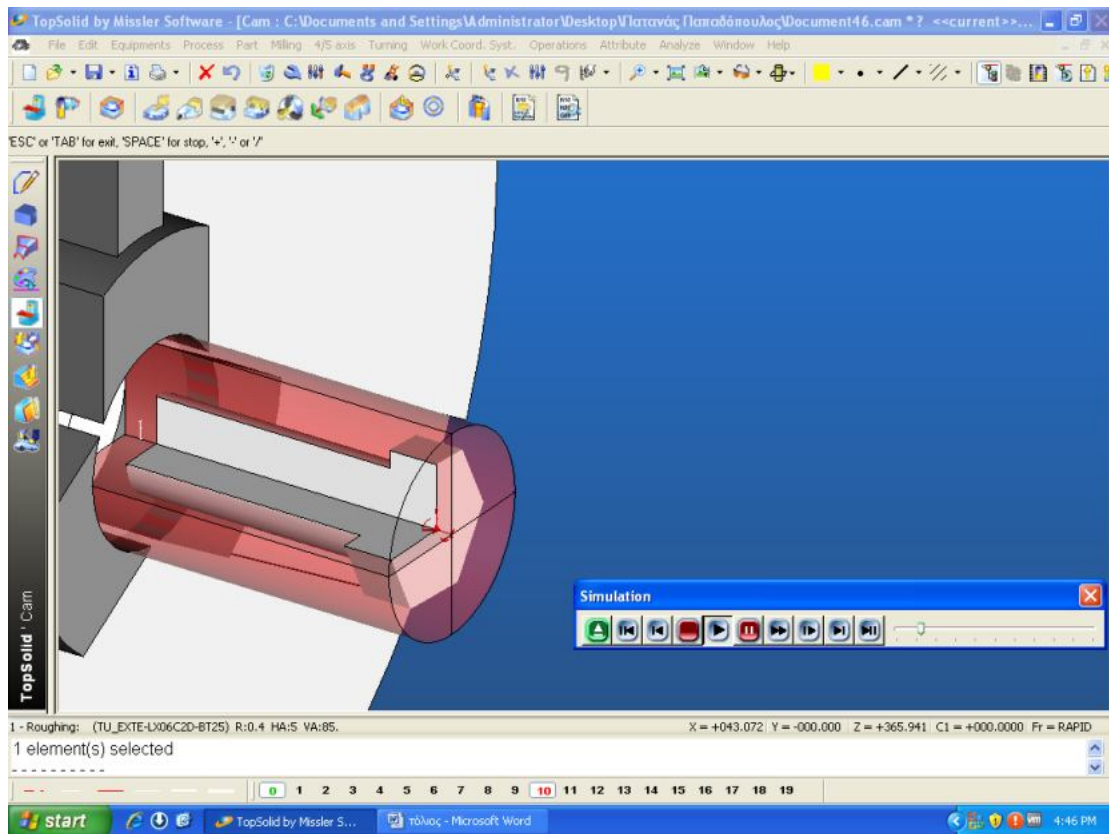 TopSolid by Missler Software - [Cam : C:\Documents and Settings\Administrator\Desktop\Πατανάς Παπαδόπουλος\Document46.cam * ? <<current>>...
File Edit Equipments Process Part Milling 4/5 axis Turning Work Coord. Syst. Operations Attribute Analyze Window Help
'ESC' or 'TAB' for exit, 'SPACE' for stop, '+', '-' or '/'
TopSolid 'Cam
Simulation
1 - Roughing: (TU_EXTE-LX06C2D-BT25) R:0.4 HA:5 VA:85.
X = +043.072 Y = -000.000 Z = +365.941 C1 = +000.0000 Fr = RAPID
1 element(s) selected
- - - - - - - - - -
0 1 2 3 4 5 6 7 8 9 10 11 12 13 14 15 16 17 18 19
start
TopSolid by Missler S...
τόλιος - Microsoft Word
4:46 PM